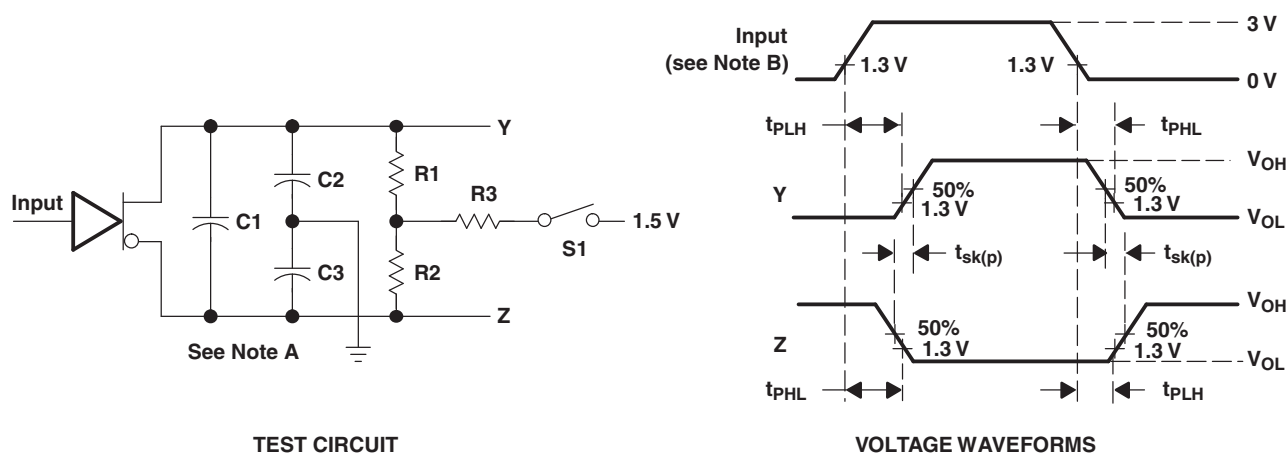 Input
C1
C2
C3
R1
R2
R3
S1
1.5 V
Y
Z
See Note A
TEST CIRCUIT
Input
(see Note B)
1.3 V
1.3 V
3 V
0 V
tPLH
tPHL
Y
50%
1.3 V
50%
1.3 V
VOH
VOL
tsk(p)
tsk(p)
Z
50%
1.3 V
50%
1.3 V
VOH
VOL
tPHL
tPLH
VOLTAGE WAVEFORMS